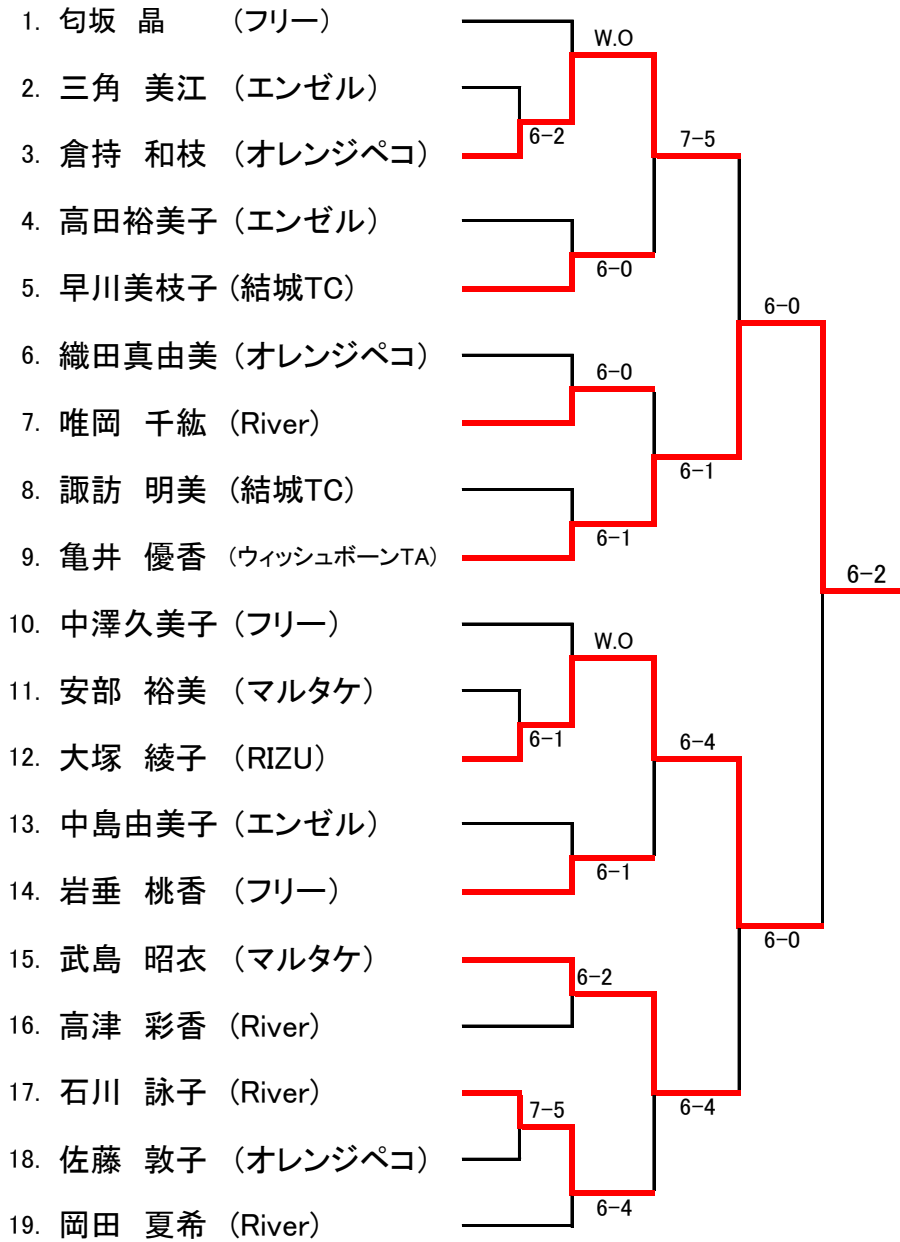 1. 匂坂 晶 (フリー)
W.O
2. 三角 美江 (エンゼル)
6-2
7-5
3. 倉持 和枝 (オレンジペコ)
4. 高田裕美子 (エンゼル)
6-0
5. 早川美枝子 (結城TC)
6-0
6. 織田真由美 (オレンジペコ)
6-0
7. 唯岡 千紘 (River)
6-1
8. 諏訪 明美 (結城TC)
6-1
9. 亀井 優香 (ウィッシュボーンTA)
6-2
10. 中澤久美子 (フリー)
W.O
11. 安部 裕美 (マルタケ)
6-1
6-4
12. 大塚 綾子 (RIZU)
13. 中島由美子 (エンゼル)
6-1
14. 岩垂 桃香 (フリー)
6-0
15. 武島 昭衣 (マルタケ)
6-2
16. 高津 彩香 (River)
17. 石川 詠子 (River)
7-5
6-4
18. 佐藤 敦子 (オレンジペコ)
6-4
19. 岡田 夏希 (River)